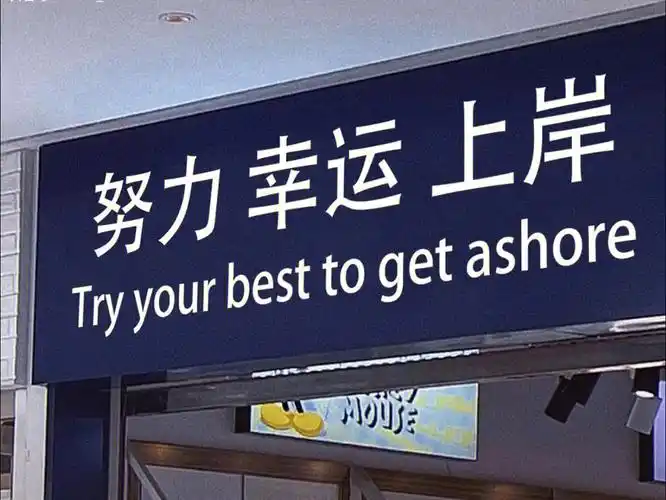 努力 幸运 上岸
Try your best to get ashore
MOUSE